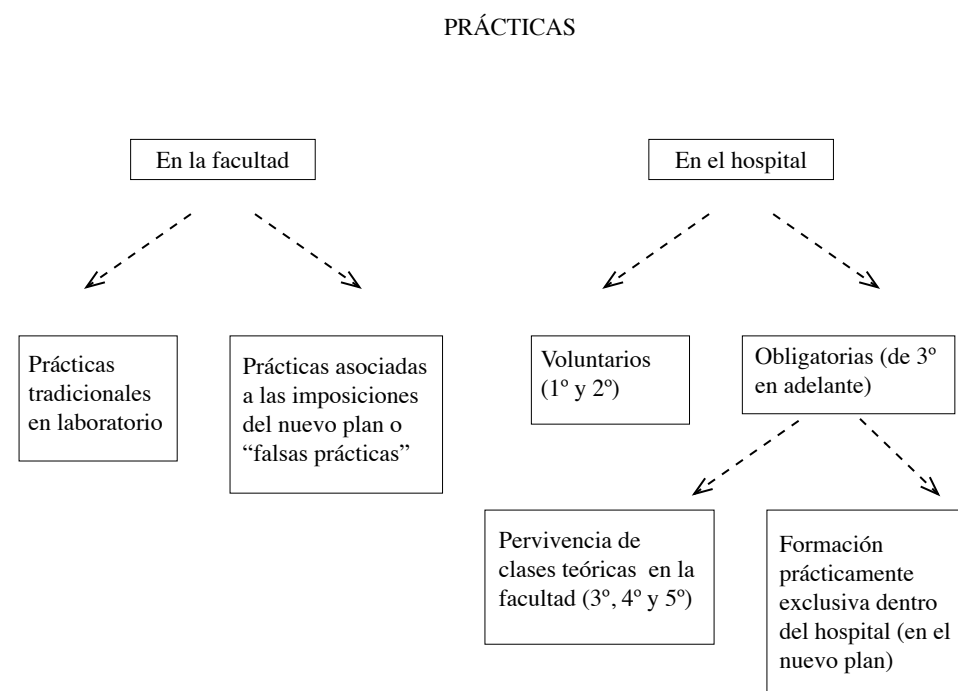 PRÁCTICAS
En la facultad
En el hospital
Prácticas
tradicionales
en laboratorio
Prácticas asociadas
a las imposiciones
del nuevo plan o
“falsas prácticas”
Voluntarios
(1º y 2º)
Obligatorias (de 3º
en adelante)
Pervivencia de
clases teóricas en la
facultad (3º, 4º y 5º)
Formación
prácticamente
exclusiva dentro
del hospital (en el
nuevo plan)